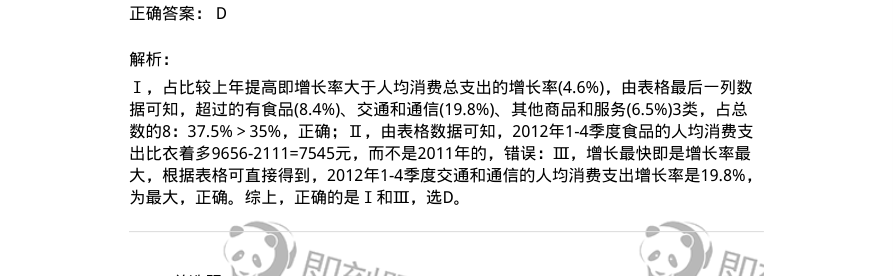 正确答案： D
解析：
Ⅰ，占比较上年提高即增长率大于人均消费总支出的增长率(4.6%)，由表格最后一列数
据可知，超过的有食品(8.4%)、交通和通信(19.8%)、其他商品和服务(6.5%)3类，占总
数的8：37.5% > 35%，正确；Ⅱ，由表格数据可知，2012年1-4季度食品的人均消费支
出比衣着多9656-2111=7545元，而不是2011年的，错误：Ⅲ，增长最快即是增长率最
大，根据表格可直接得到，2012年1-4季度交通和通信的人均消费支出增长率是19.8%，
为最大，正确。综上，正确的是Ⅰ和Ⅲ，选D。